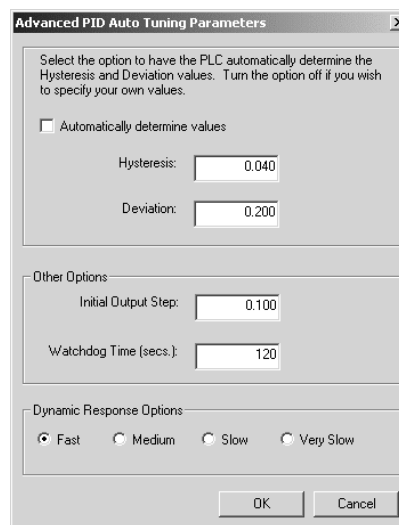 Advanced PID Auto Tuning Parameters
Select the option to have the PLC automatically determine the
Hysteresis and Deviation values. Turn the option off if you wish
to specify your own values.
Automatically determine values
Hysteresis: 0.040
Deviation: 0.200
Other Options
Initial Output Step: 0.100
Watchdog Time (secs.): 120
Dynamic Response Options
Fast Medium Slow Very Slow
OK Cancel